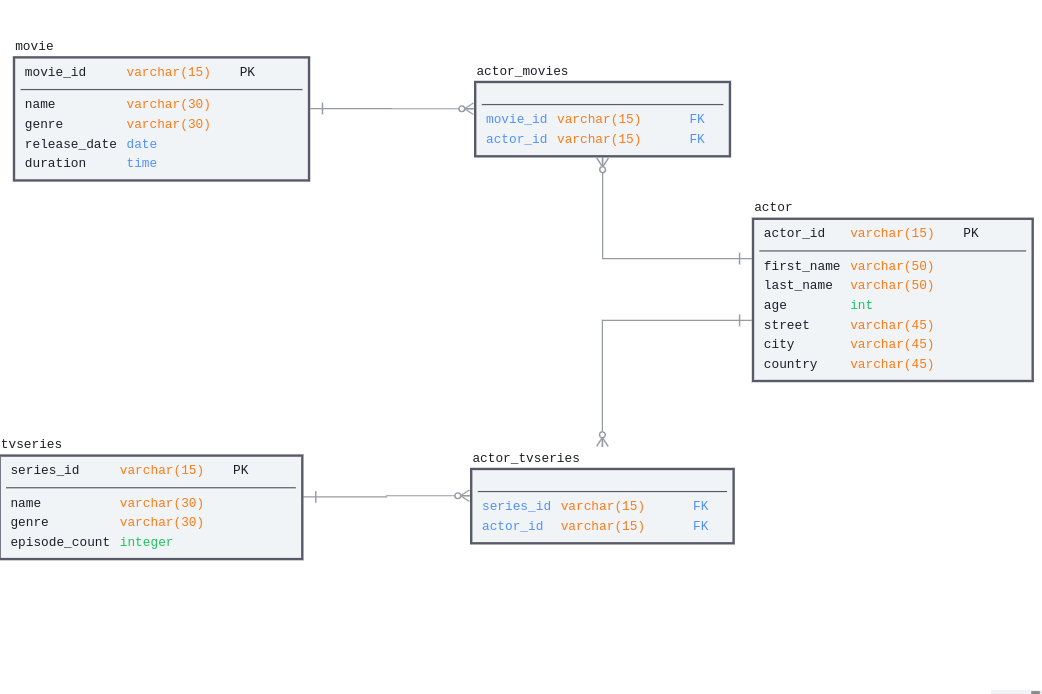 movie
movie_id varchar(15) PK
name varchar(30)
genre varchar(30)
release_date date
duration time
actor_movies
movie_id varchar(15) FK
actor_id varchar(15) FK
actor
actor_id varchar(15) PK
first_name varchar(50)
last_name varchar(50)
age int
street varchar(45)
city varchar(45)
country varchar(45)
tvseries
series_id varchar(15) PK
name varchar(30)
genre varchar(30)
episode_count integer
actor_tvseries
series_id varchar(15) FK
actor_id varchar(15) FK